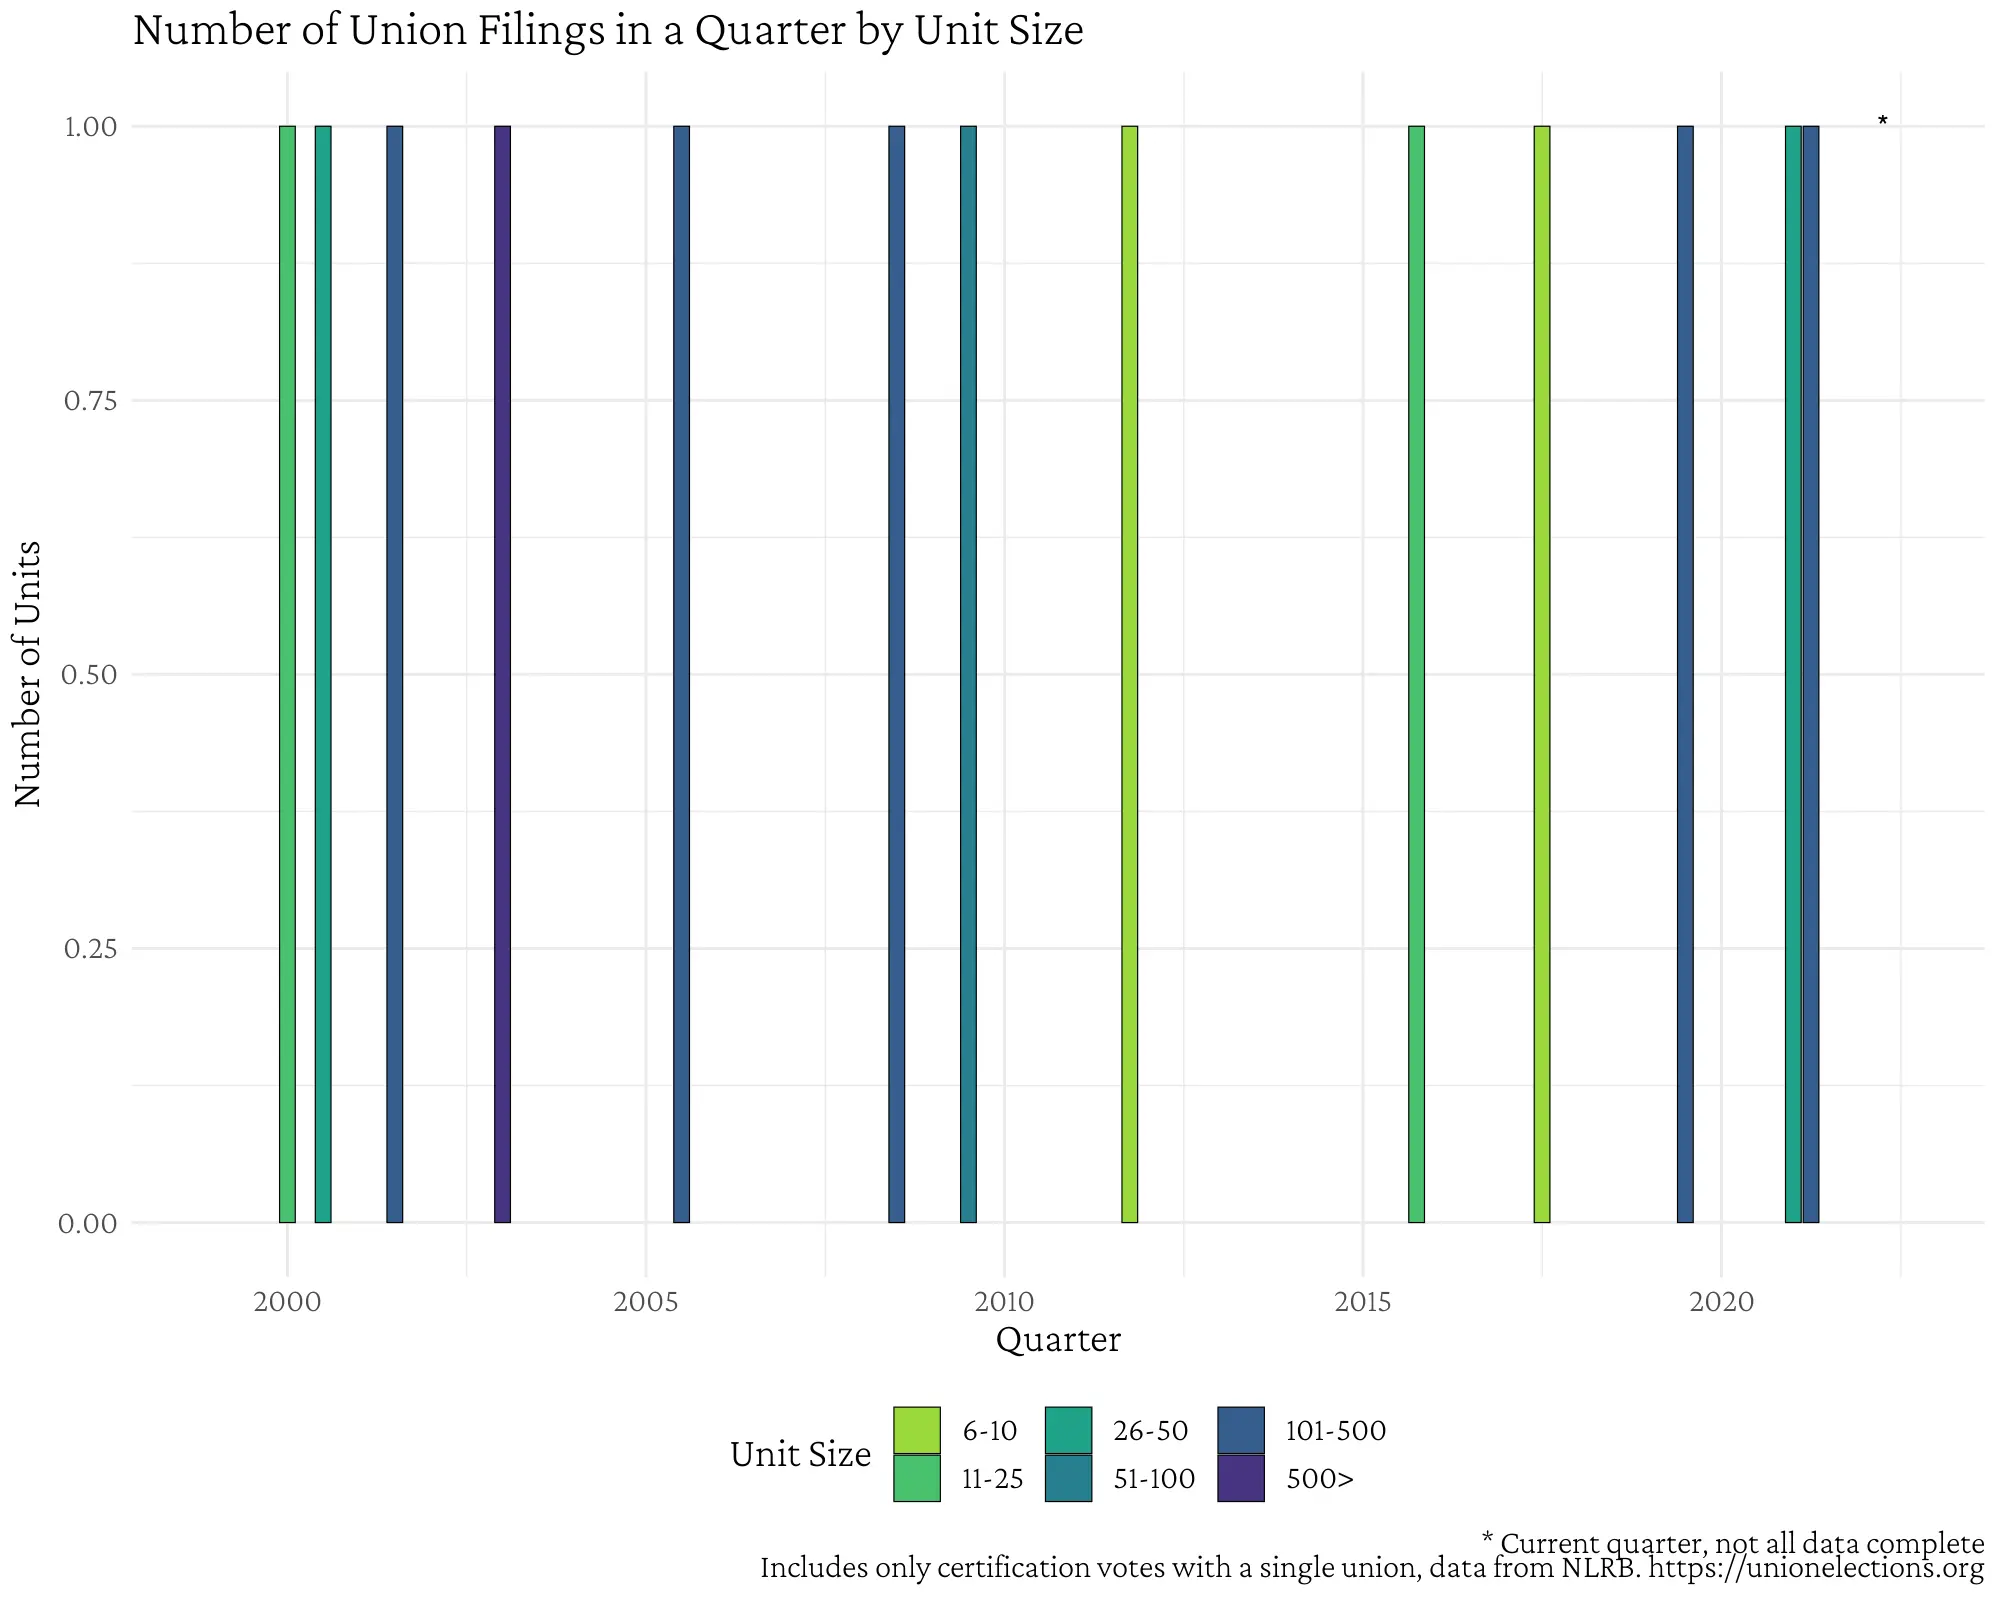 Number of Union Filings in a Quarter by Unit Size
*
1.00
0.75
0.50
0.25
0.00
Number of Units
2000 2005 2010 2015 2020
Quarter
Unit Size
6-10 26-50 101-500
11-25 51-100 500>
* Current quarter, not all data complete
Includes only certification votes with a single union, data from NLRB. https://unionelections.org